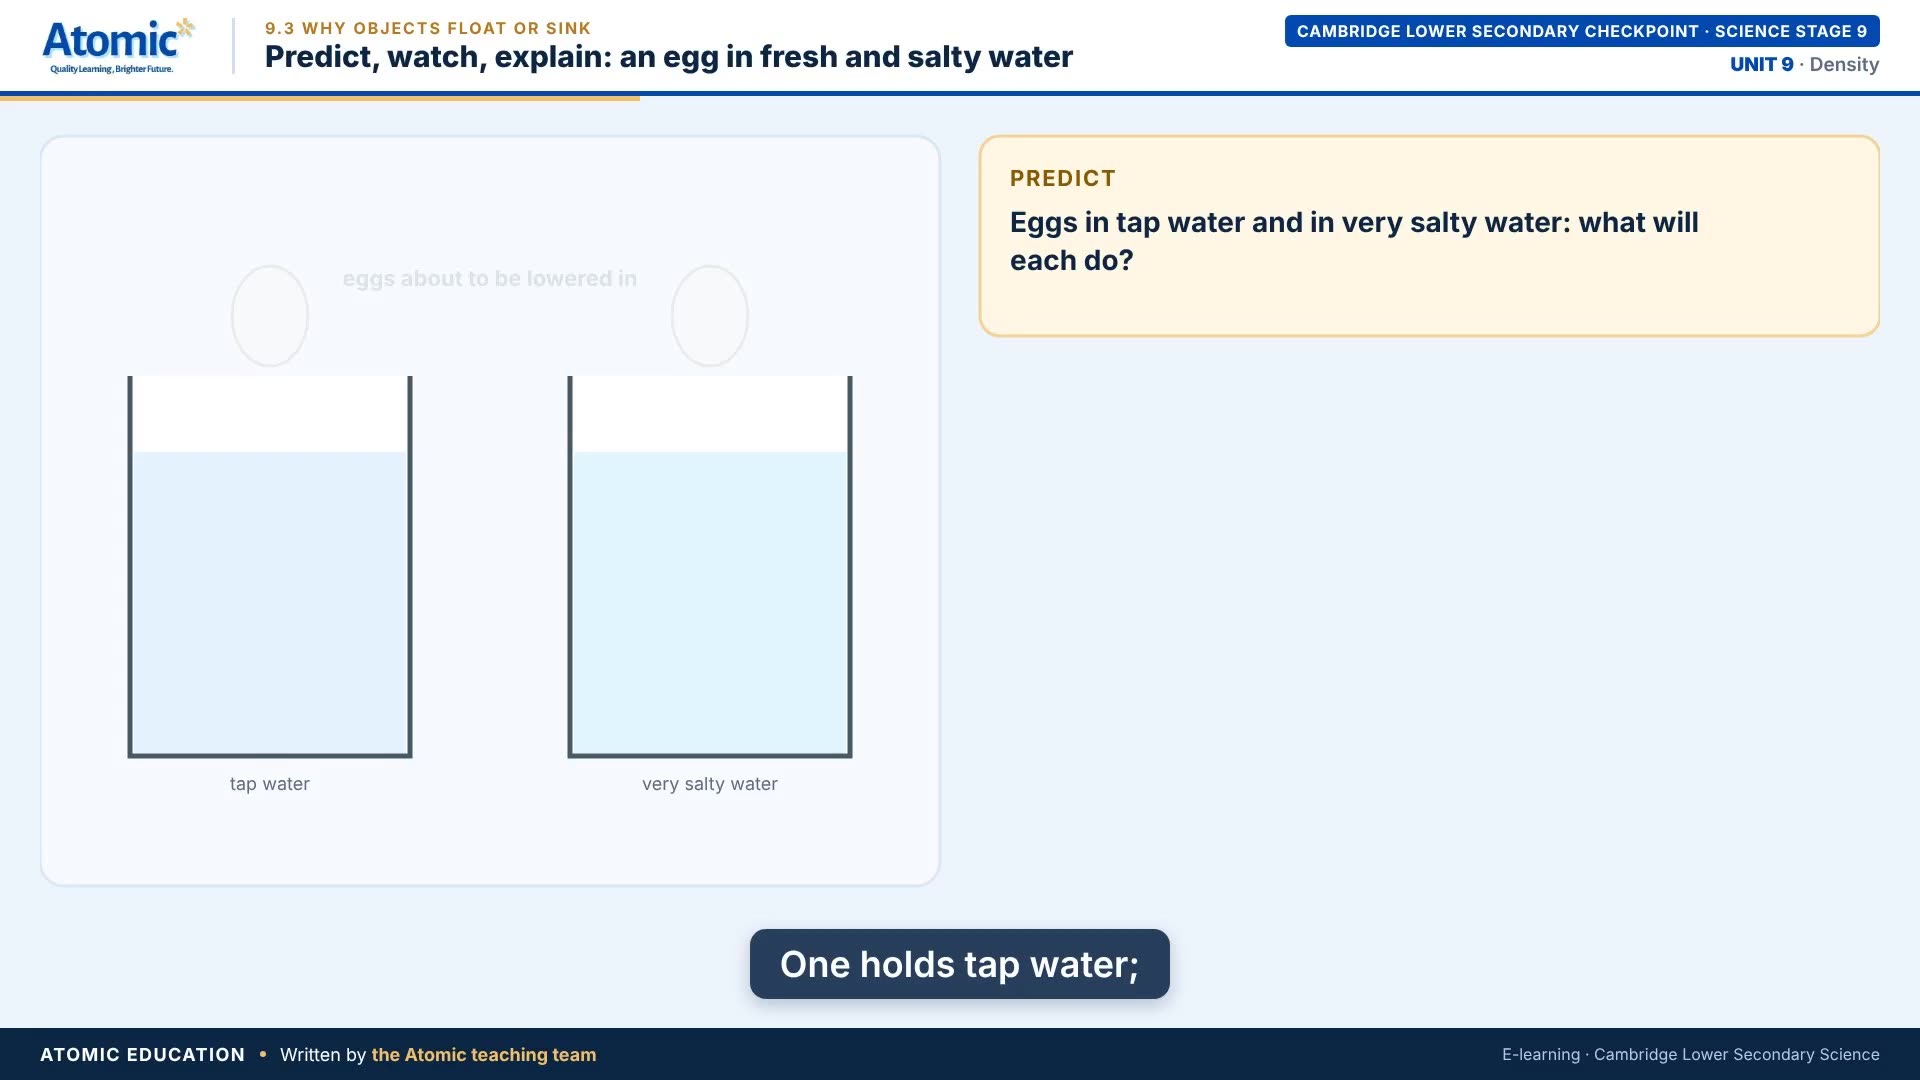 Atomic
Quality Learning, Brighter Future.
9.3 WHY OBJECTS FLOAT OR SINK
Predict, watch, explain: an egg in fresh and salty water
CAMBRIDGE LOWER SECONDARY CHECKPOINT · SCIENCE STAGE 9
UNIT 9 · Density
eggs about to be lowered in
tap water
very salty water
PREDICT
Eggs in tap water and in very salty water: what will
each do?
One holds tap water;
ATOMIC EDUCATION • Written by the Atomic teaching team
E-learning · Cambridge Lower Secondary Science